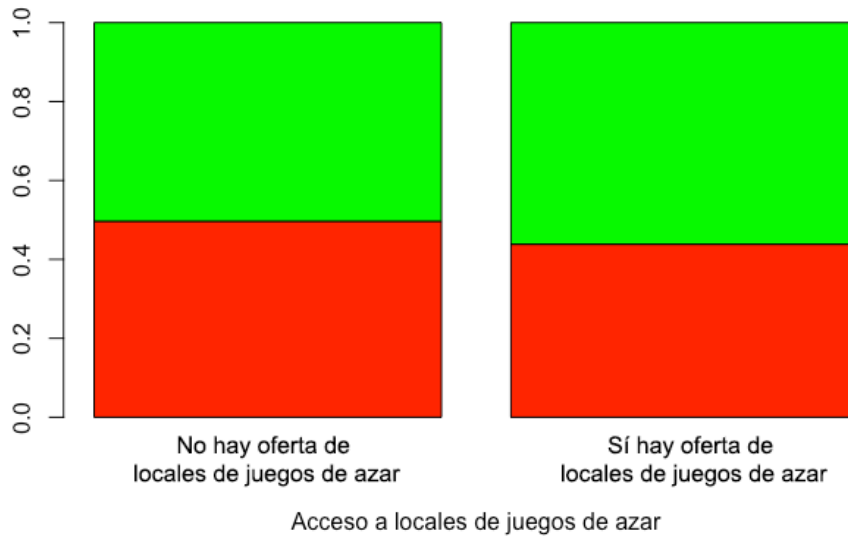 1.0
0.8
0.6
0.4
0.2
0.0
No hay oferta de
locales de juegos de azar
Sí hay oferta de
locales de juegos de azar
Acceso a locales de juegos de azar